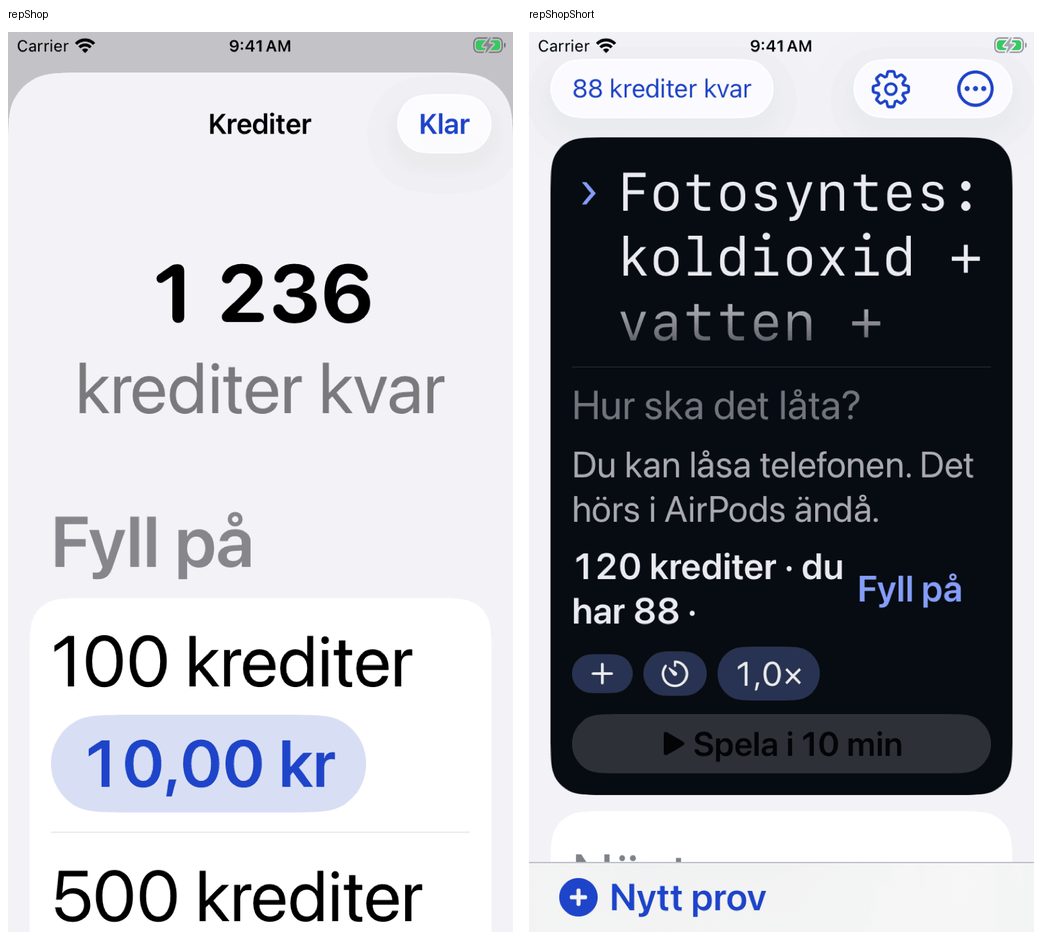 repShop
Carrier
9:41 AM
Krediter
Klar
1 236
krediter kvar
Fyll på
100 krediter
10,00 kr
500 krediter
repShopShort
Carrier
9:41 AM
88 krediter kvar
› Fotosyntes:
koldioxid +
vatten +
Hur ska det låta?
Du kan låsa telefonen. Det
hörs i AirPods ändå.
120 krediter · du
har 88 ·
Fyll på
1,0×
Spela i 10 min
Nytt prov